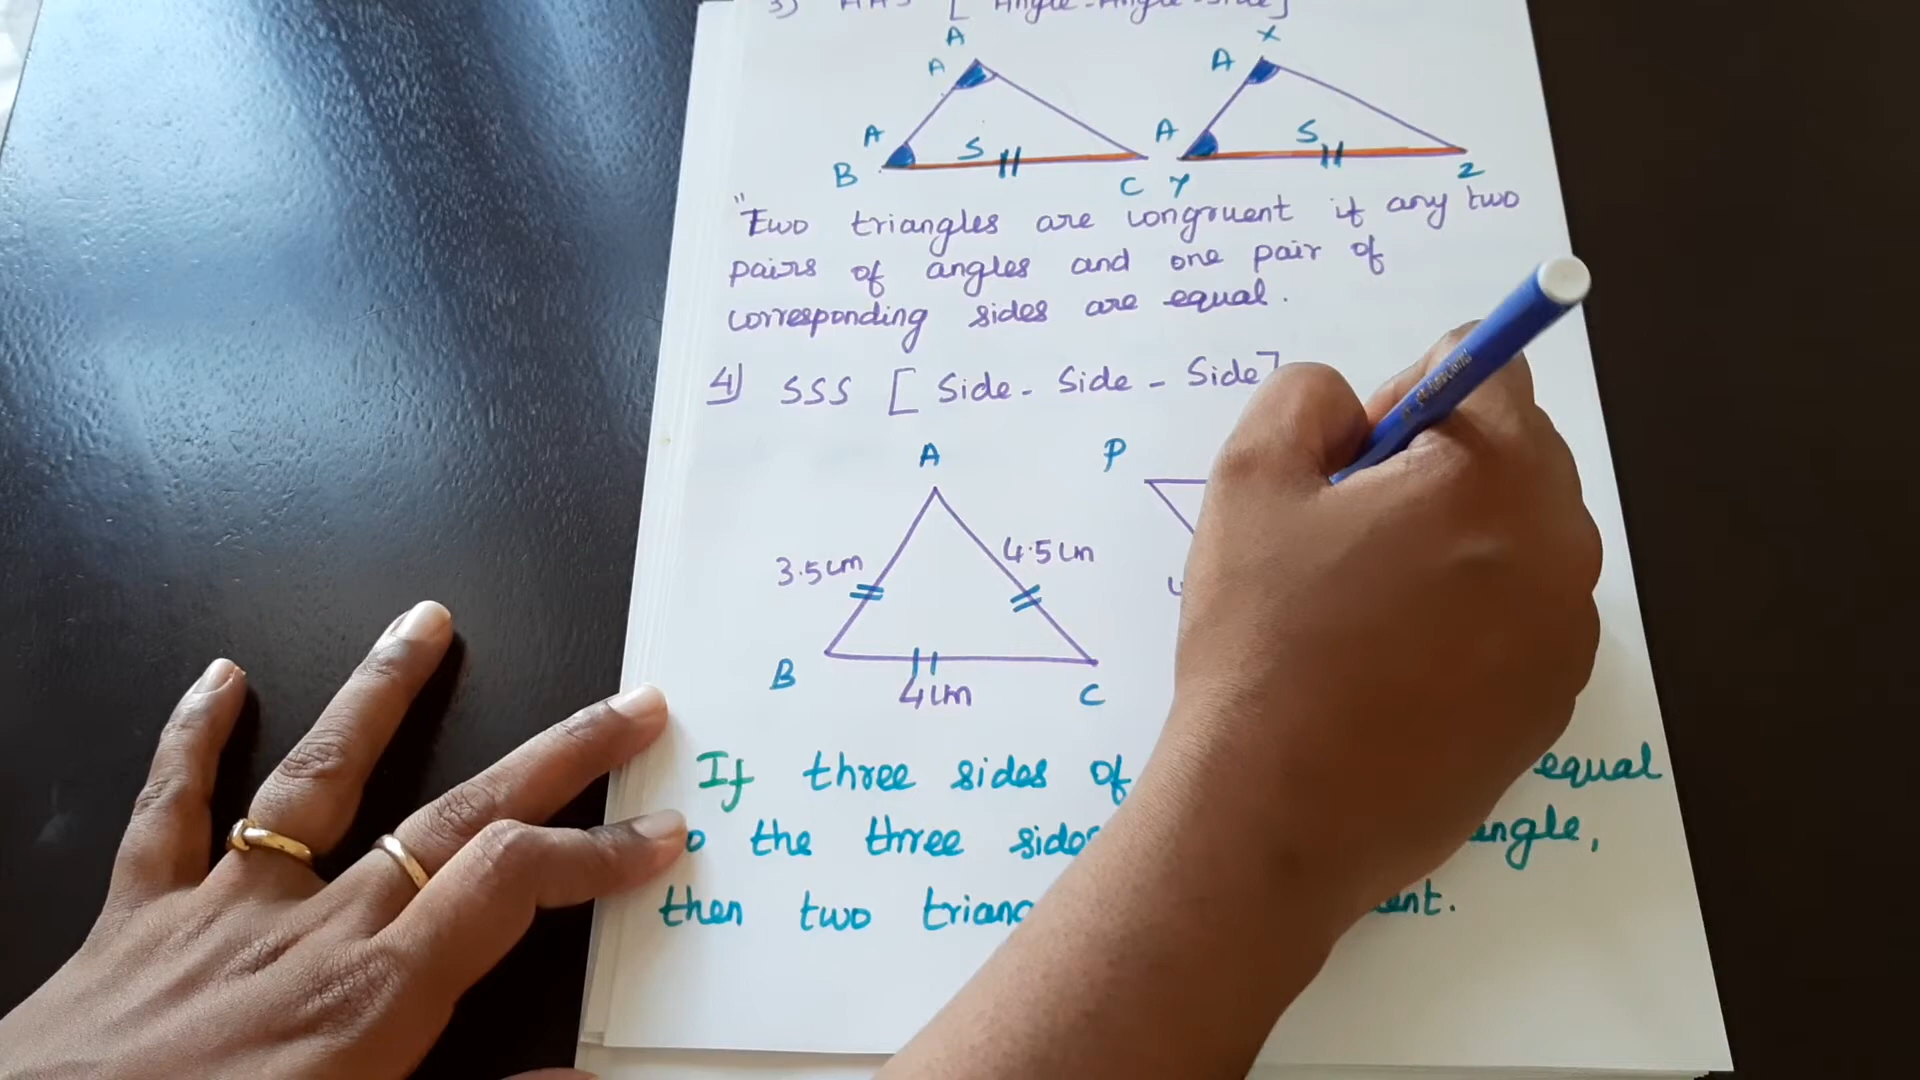 3) AAS [ Angle-Angle-Side]
A X
A A
A S A S
B C Y Z
"Two triangles are congruent if any two
pairs of angles and one pair of
corresponding sides are equal.
4) SSS [ Side - Side - Side]
A P
3.5cm 4.5cm
B 4cm C
If three sides of equal
the three sides
then two